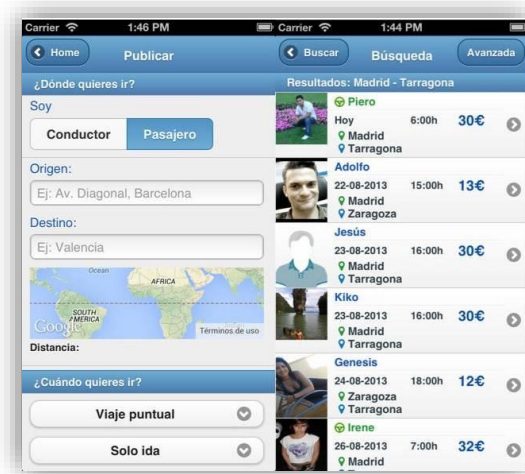 Carrier 1:46 PM
Home Publicar
¿Dónde quieres ir?
Soy
Conductor Pasajero
Origen:
Ej: Av. Diagonal, Barcelona
Destino:
Ej: Valencia
Ocean
AFRICA
SOUTH AMERICA
Google
Términos de uso
Distancia:
¿Cuándo quieres ir?
Viaje puntual
Solo ida
Carrier 1:44 PM
Buscar Búsqueda Avanzada
Resultados: Madrid - Tarragona
Piero
Hoy 6:00h 30€
Madrid
Tarragona
Adolfo
22-08-2013 15:00h 13€
Madrid
Zaragoza
Jesús
23-08-2013 16:00h 30€
Madrid
Tarragona
Kiko
23-08-2013 16:00h 30€
Madrid
Tarragona
Genesis
24-08-2013 18:00h 12€
Zaragoza
Tarragona
Irene
26-08-2013 7:00h 32€
Madrid